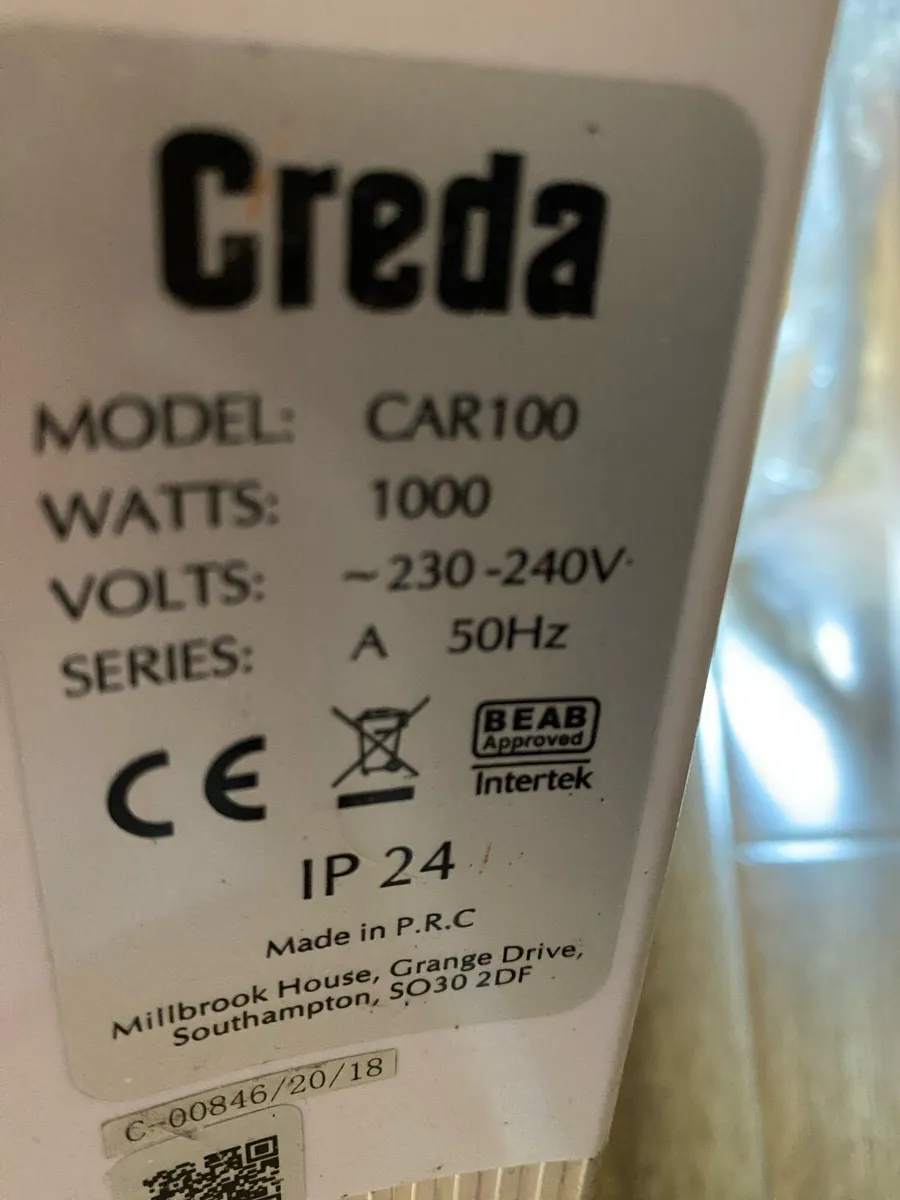 Creda
MODEL: CAR100
WATTS: 1000
VOLTS: ~230-240V
SERIES: A 50Hz
CE
BEAB
Approved
Intertek
IP 24
Made in P.R.C
Millbrook House, Grange Drive,
Southampton, SO30 2DF
C-00846/20/18